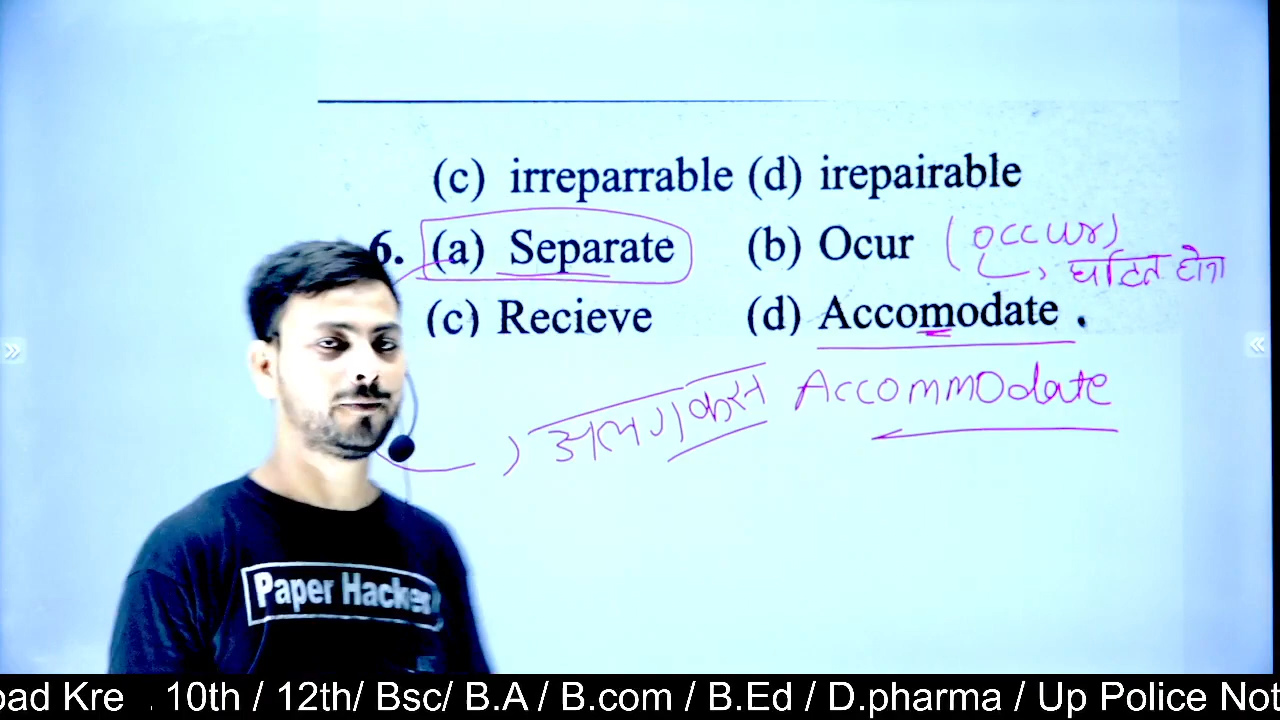 (c) irreparrable (d) irepairable
6. (a) Separate (b) Ocur (occur)
, घटित होना
(c) Recieve (d) Accomodate .
Accommodate
) अलग करना
Paper Hacker
oad Kre . 10th / 12th/ Bsc/ B.A / B.com / B.Ed / D.pharma / Up Police Not